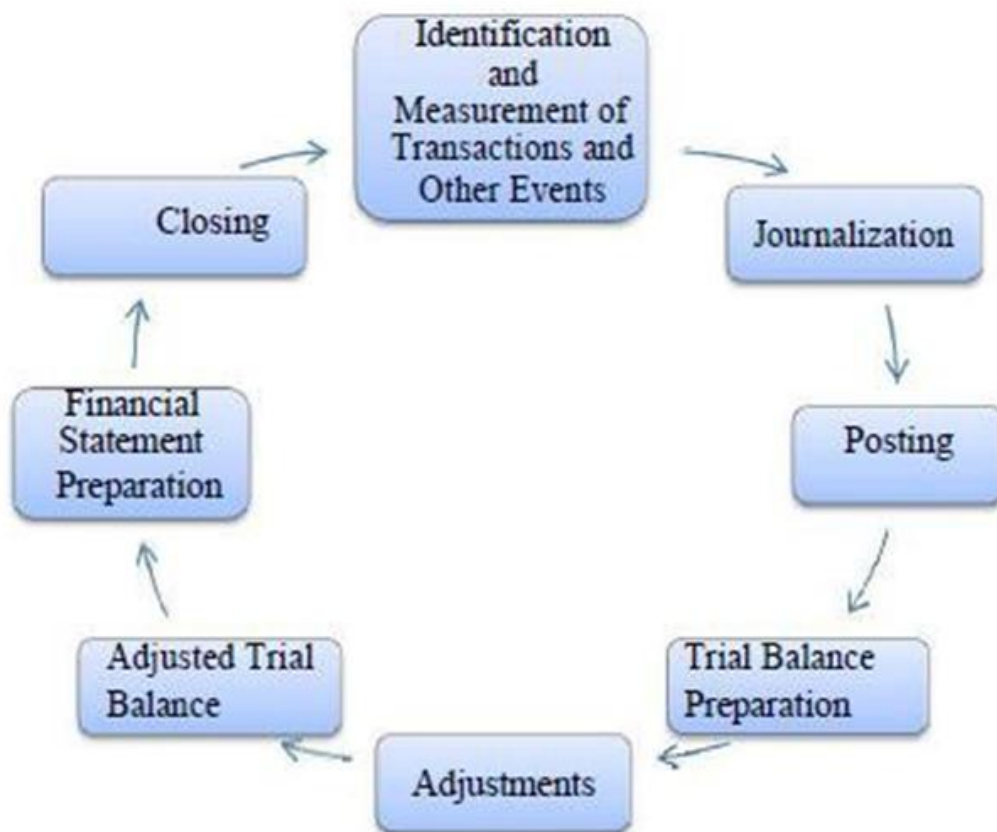 Identification
and
Measurement of
Transactions and
Other Events
Closing
Journalization
Financial
Statement
Preparation
Posting
Adjusted Trial
Balance
Trial Balance
Preparation
Adjustments